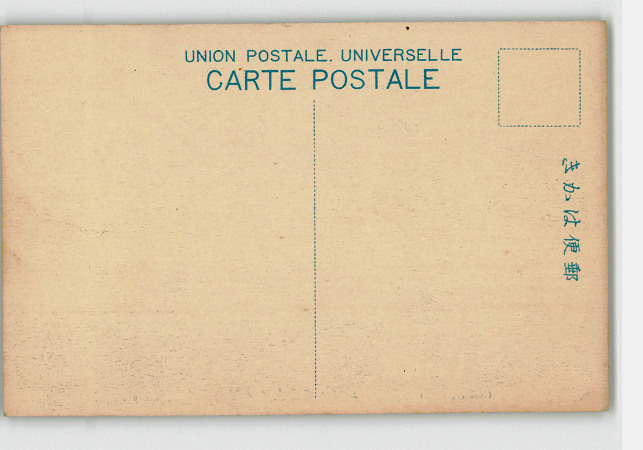 UNION POSTALE. UNIVERSELLE
CARTE POSTALE
郵便はかき